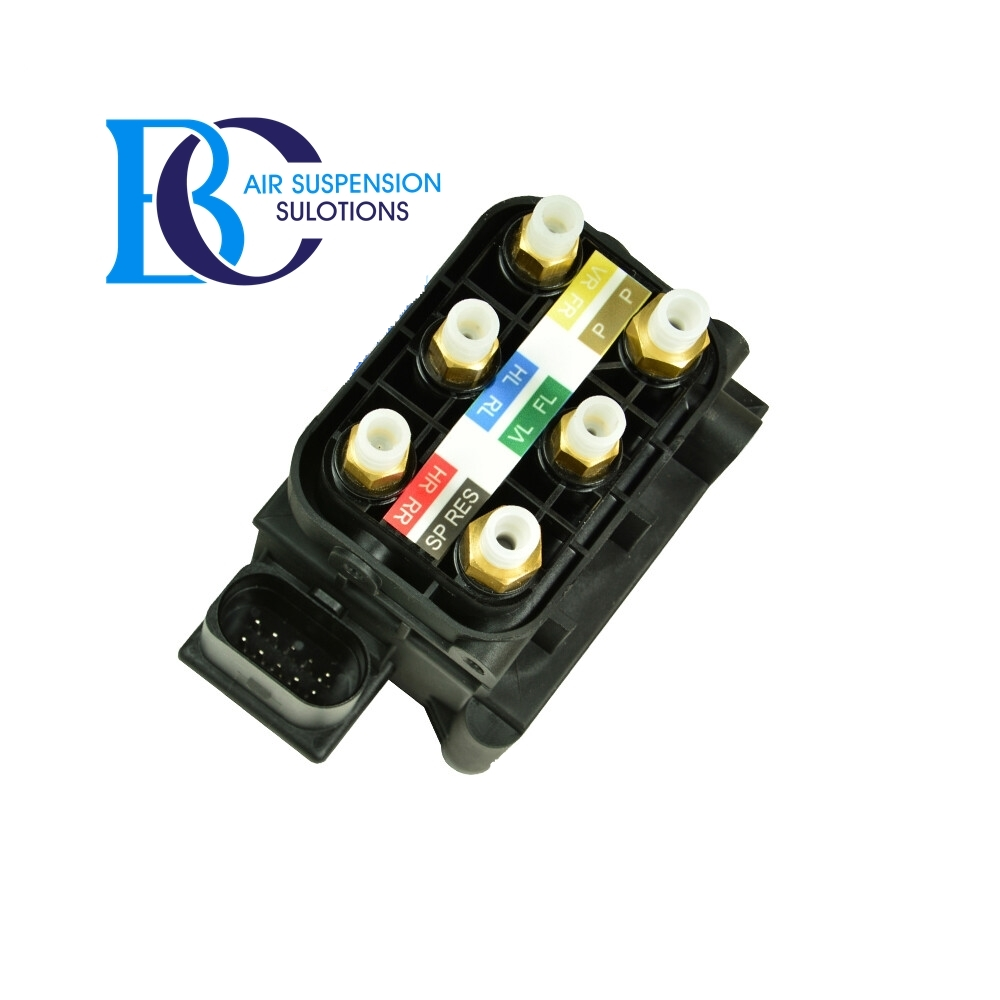 BC
AIR SUSPENSION
SULOTIONS
VR FR
P P
HL RL
VL FL
HR RR
SP RES